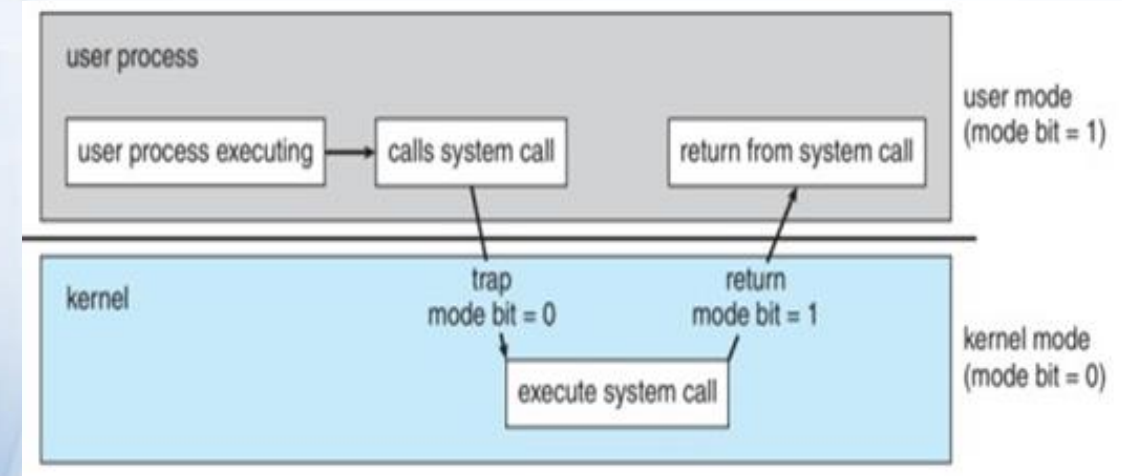 user process
user process executing
calls system call
return from system call
user mode
(mode bit = 1)
kernel
trap
mode bit = 0
return
mode bit = 1
execute system call
kernel mode
(mode bit = 0)